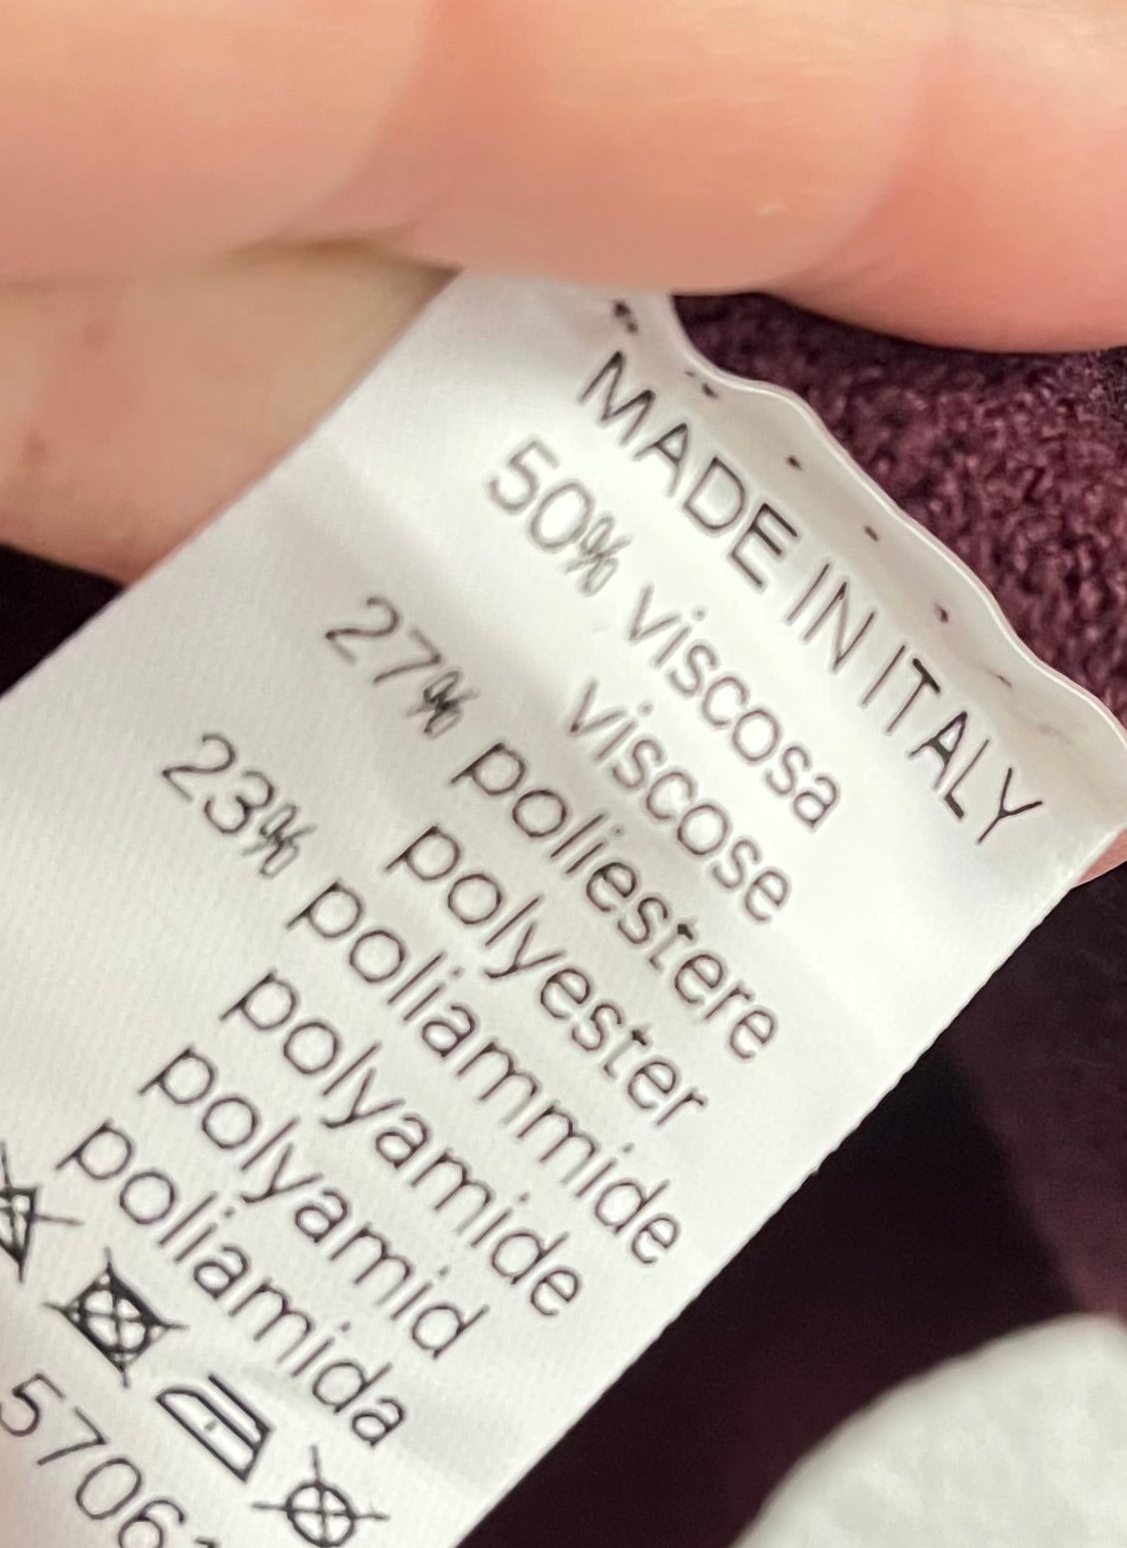 MADE IN ITALY
50% viscosa
viscose
27% poliestere
polyester
23% poliammide
polyamide
polyamid
poliamida